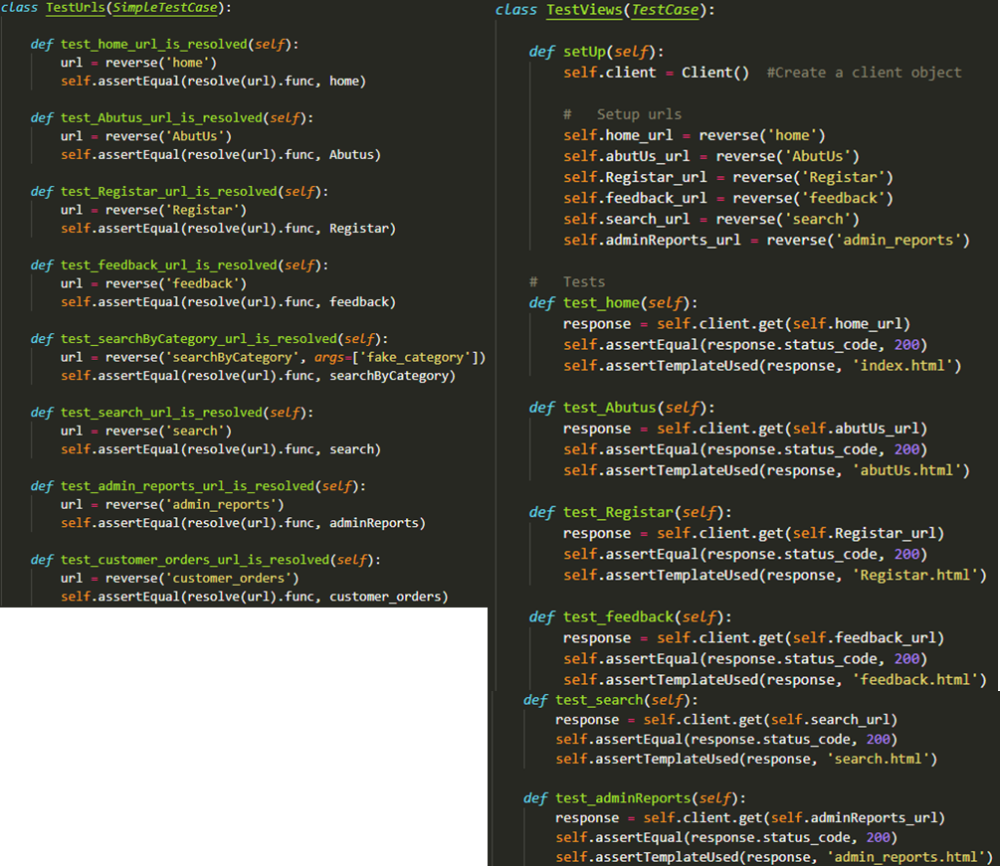 class TestUrls(SimpleTestCase):
def test_home_url_is_resolved(self):
url = reverse('home')
self.assertEqual(resolve(url).func, home)
def test_Abutus_url_is_resolved(self):
url = reverse('AbutUs')
self.assertEqual(resolve(url).func, Abutus)
def test_Registar_url_is_resolved(self):
url = reverse('Registar')
self.assertEqual(resolve(url).func, Registar)
def test_feedback_url_is_resolved(self):
url = reverse('feedback')
self.assertEqual(resolve(url).func, feedback)
def test_searchByCategory_url_is_resolved(self):
url = reverse('searchByCategory', args=['fake_category'])
self.assertEqual(resolve(url).func, searchByCategory)
def test_search_url_is_resolved(self):
url = reverse('search')
self.assertEqual(resolve(url).func, search)
def test_admin_reports_url_is_resolved(self):
url = reverse('admin_reports')
self.assertEqual(resolve(url).func, adminReports)
def test_customer_orders_url_is_resolved(self):
url = reverse('customer_orders')
self.assertEqual(resolve(url).func, customer_orders)
class TestViews(TestCase):
def setUp(self):
self.client = Client()  #Create a client object
#   Setup urls
self.home_url = reverse('home')
self.abutUs_url = reverse('AbutUs')
self.Registar_url = reverse('Registar')
self.feedback_url = reverse('feedback')
self.search_url = reverse('search')
self.adminReports_url = reverse('admin_reports')
#   Tests
def test_home(self):
response = self.client.get(self.home_url)
self.assertEqual(response.status_code, 200)
self.assertTemplateUsed(response, 'index.html')
def test_Abutus(self):
response = self.client.get(self.abutUs_url)
self.assertEqual(response.status_code, 200)
self.assertTemplateUsed(response, 'abutUs.html')
def test_Registar(self):
response = self.client.get(self.Registar_url)
self.assertEqual(response.status_code, 200)
self.assertTemplateUsed(response, 'Registar.html')
def test_feedback(self):
response = self.client.get(self.feedback_url)
self.assertEqual(response.status_code, 200)
self.assertTemplateUsed(response, 'feedback.html')
def test_search(self):
response = self.client.get(self.search_url)
self.assertEqual(response.status_code, 200)
self.assertTemplateUsed(response, 'search.html')
def test_adminReports(self):
response = self.client.get(self.adminReports_url)
self.assertEqual(response.status_code, 200)
self.assertTemplateUsed(response, 'admin_reports.html')